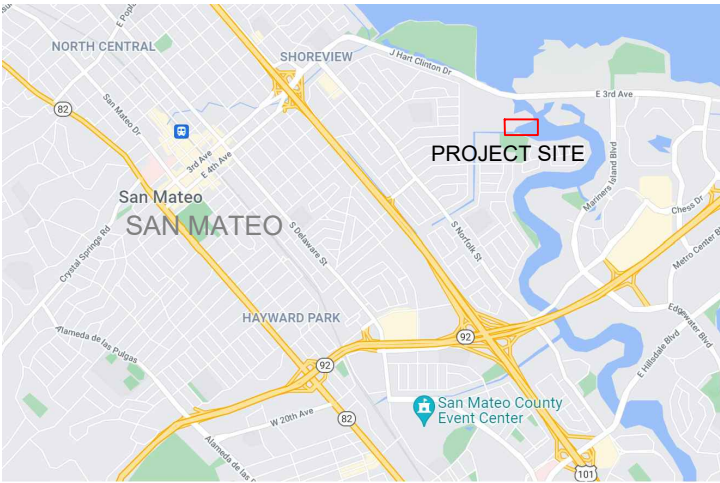 E Popl
NORTH CENTRAL
SHOREVIEW
J Hart Clinton Dr
E 3rd Ave
82
San Mateo Dr
3rd Ave
E 4th Ave
PROJECT SITE
Mariners Island Blvd
Chess Dr
San Mateo
SAN MATEO
Crystal Springs Rd
S Delaware St
S Norfolk St
Metro Center B
HAYWARD PARK
92
Edgewater Blvd
Alameda de las Pulgas
92
E Hillsdale Blvd
San Mateo County
Event Center
W 20th Ave
82
Alameda de las P
101